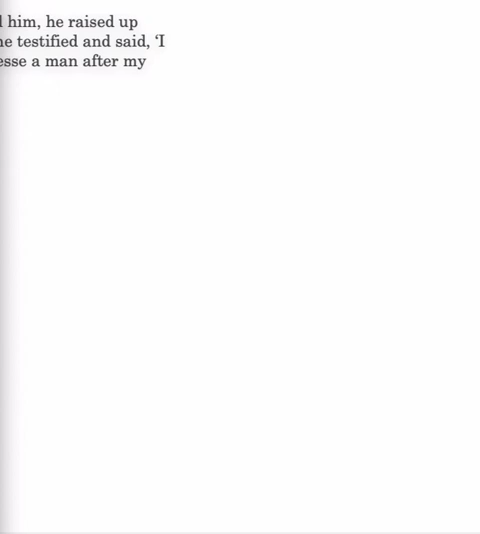 him, he raised up
testified and said, ‘I
a man after my